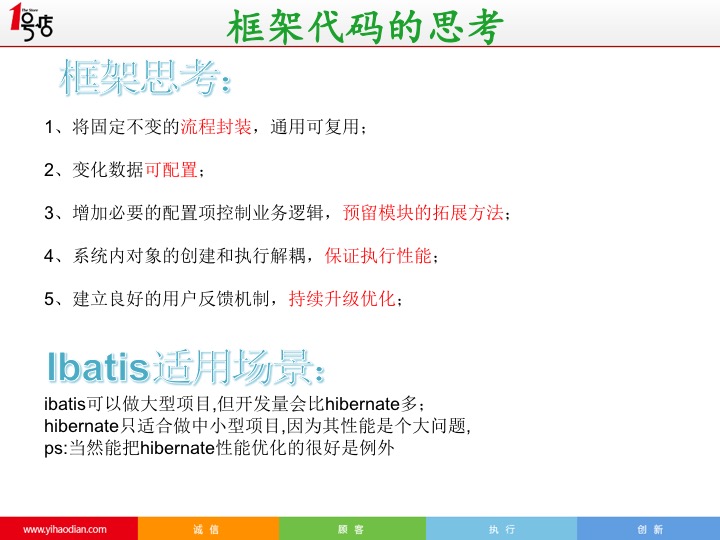 The Store
1号店
框架代码的思考
框架思考：
1、将固定不变的流程封装，通用可复用；
2、变化数据可配置；
3、增加必要的配置项控制业务逻辑，预留模块的拓展方法；
4、系统内对象的创建和执行解耦，保证执行性能；
5、建立良好的用户反馈机制，持续升级优化；
Ibatis适用场景：
ibatis可以做大型项目,但开发量会比hibernate多；
hibernate只适合做中小型项目,因为其性能是个大问题,
ps:当然能把hibernate性能优化的很好是例外
www.yihaodian.com 诚 信 顾 客 执 行 创 新